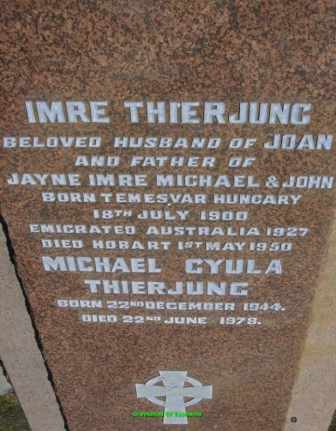 IMRE THIERJUNG
BELOVED HUSBAND OF JOAN
AND FATHER OF
JAYNE IMRE MICHAEL & JOHN
BORN TEMESVAR HUNGARY
18TH JULY 1900
EMIGRATED AUSTRALIA 1927
DIED HOBART 1ST MAY 1950
MICHAEL GYULA
THIERJUNG
BORN 22ND DECEMBER 1944.
DIED 22ND JUNE 1978.
Gravesites Of Tasmania